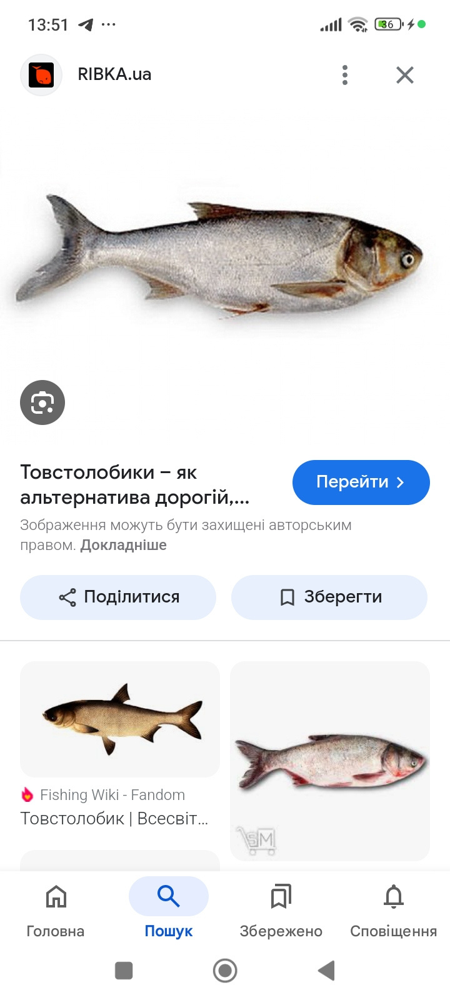 13:51
36
RIBKA.ua
Товстолобики – як
альтернатива дорогій,...
Перейти
Зображення можуть бути захищені авторським
правом. Докладніше
Поділитися
Зберегти
Fishing Wiki - Fandom
Товстолобик | Всесвіт...
SM
Головна
Пошук
Збережено
Сповіщення